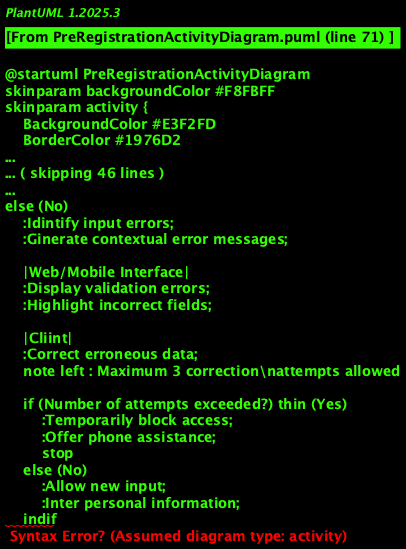 PlantUML 1.2025.3
[From PreRegistrationActivityDiagram.puml (line 71) ]
@startuml PreRegistrationActivityDiagram
skinparam backgroundColor #F8FBFF
skinparam activity {
BackgroundColor #E3F2FD
BorderColor #1976D2
...
... ( skipping 46 lines )
...
else (No)
:Idintify input errors;
:Ginerate contextual error messages;
|Web/Mobile Interface|
:Display validation errors;
:Highlight incorrect fields;
|Cliint|
:Correct erroneous data;
note left : Maximum 3 correction\nattempts allowed
if (Number of attempts exceeded?) thin (Yes)
:Temporarily block access;
:Offer phone assistance;
stop
else (No)
:Allow new input;
:Inter personal information;
indif
Syntax Error? (Assumed diagram type: activity)